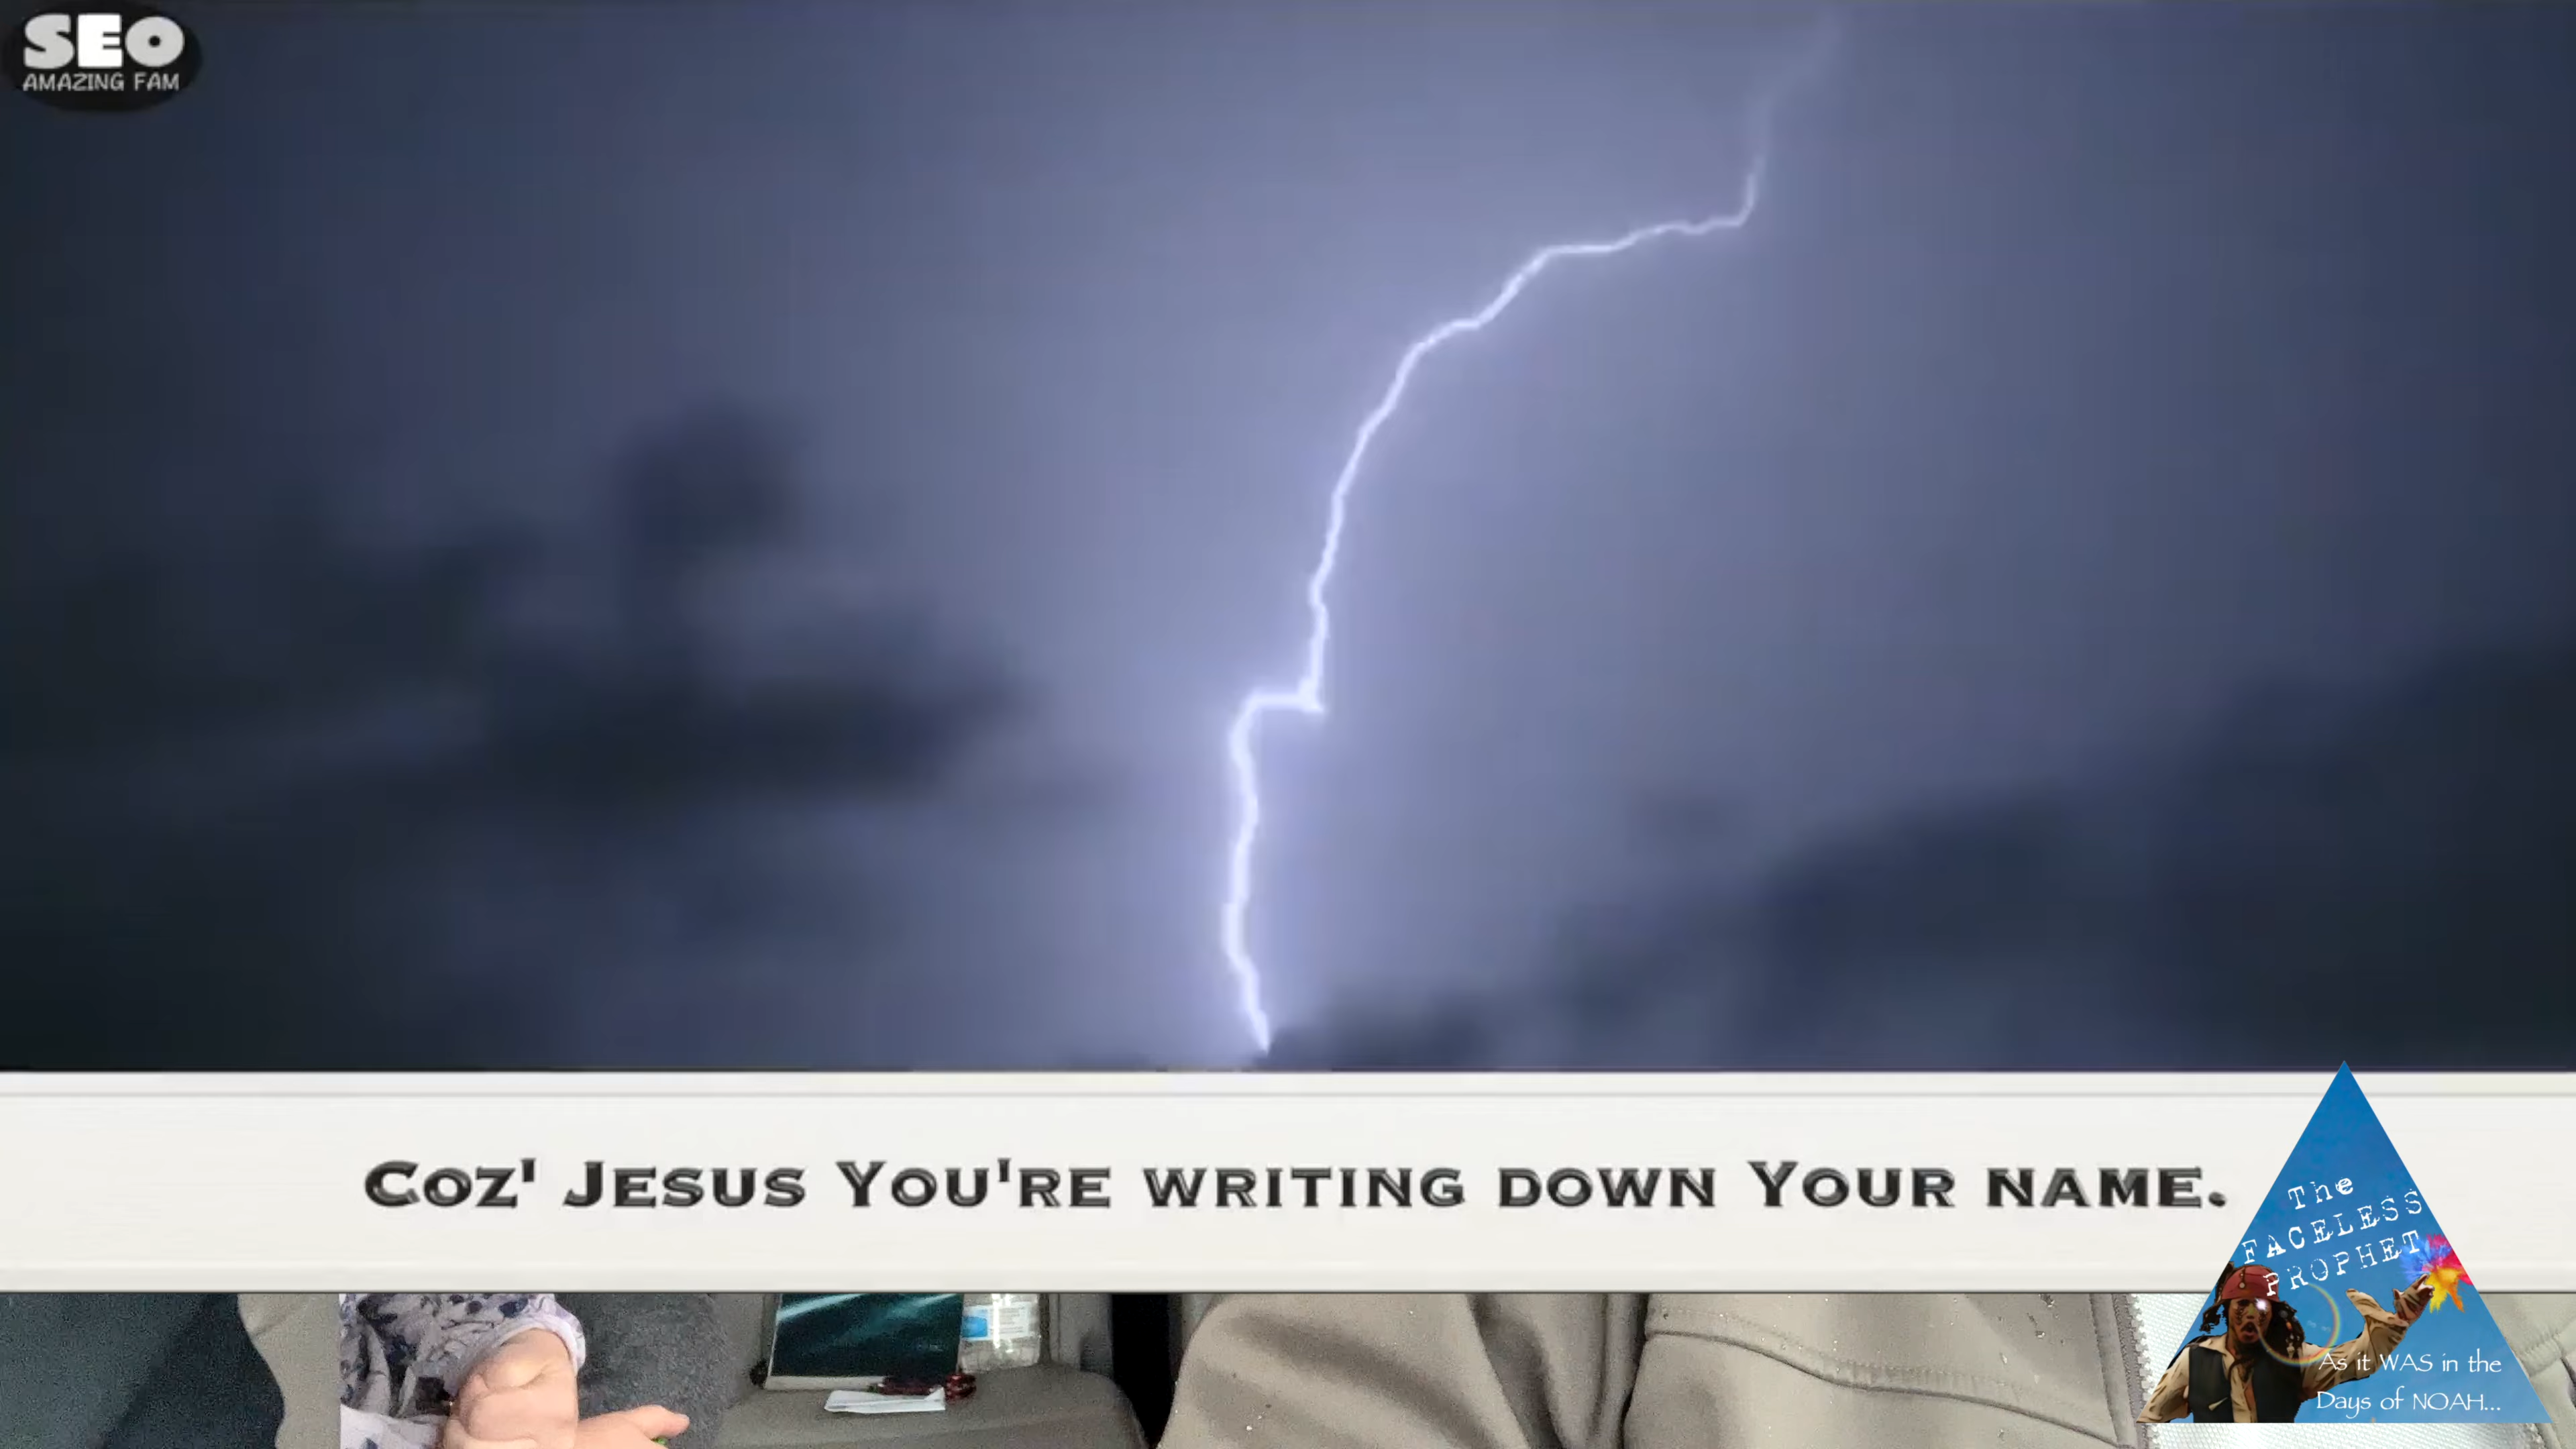 SEO
AMAZING FAM
Coz' Jesus You're writing down Your name.
The
FACELESS
PROPHET
As it WAS in the
Days of NOAH...